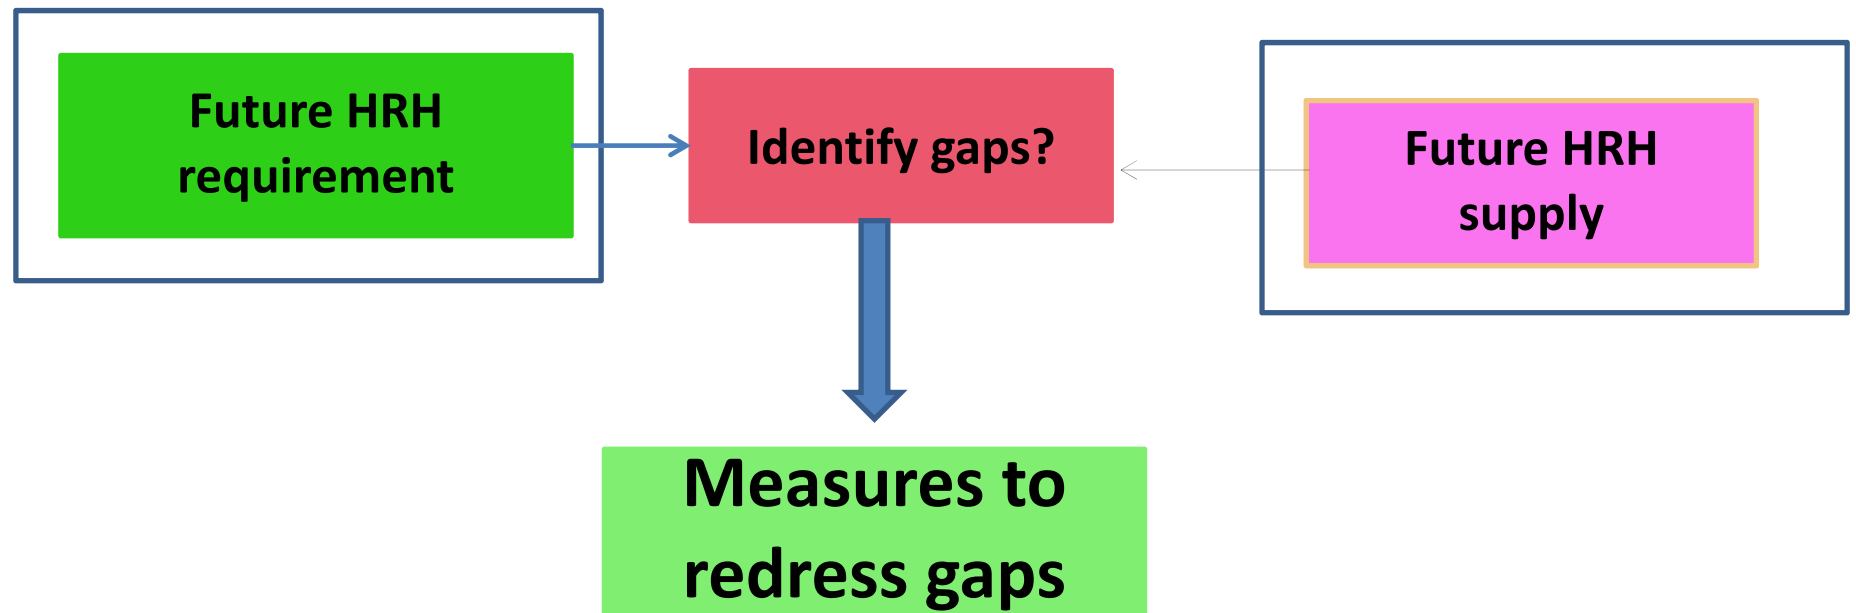 Future HRH
requirement
Identify gaps?
Future HRH
supply
Measures to
redress gaps